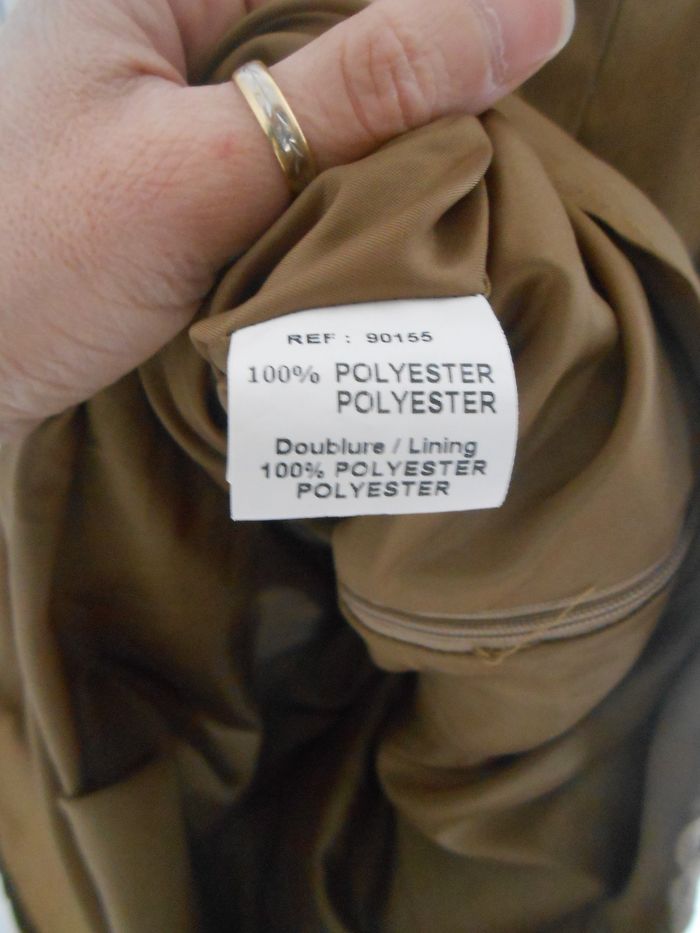 REF : 90155
100% POLYESTER
POLYESTER
Doublure / Lining
100% POLYESTER
POLYESTER